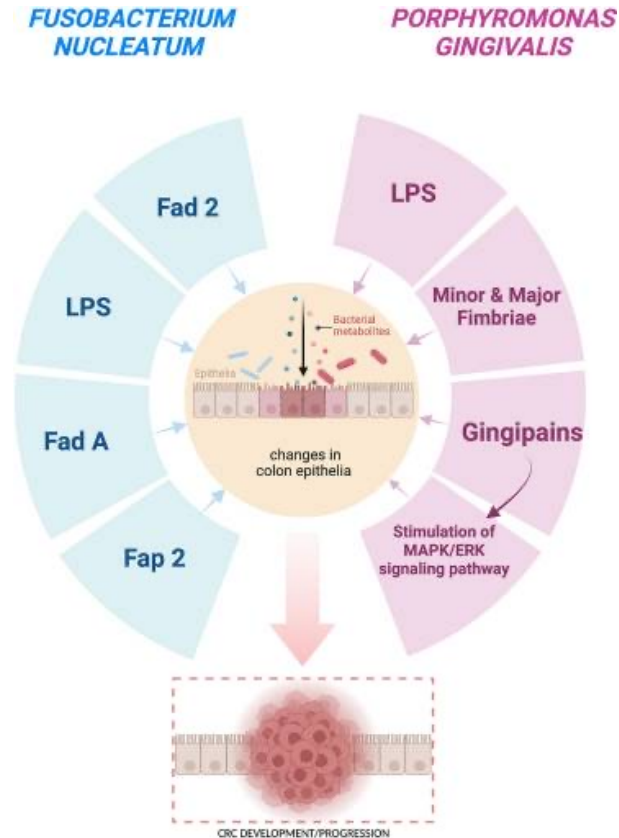 FUSOBACTERIUM
NUCLEATUM
PORPHYROMONAS
GINGIVALIS
Fad 2
LPS
Fad A
Fap 2
LPS
Minor & Major
Fimbriae
Gingipains
Stimulation of
MAPK/ERK
signaling pathway
Bacterial
metabolites
Epithelia
changes in
colon epithelia
CRC DEVELOPMENT/PROGRESSION